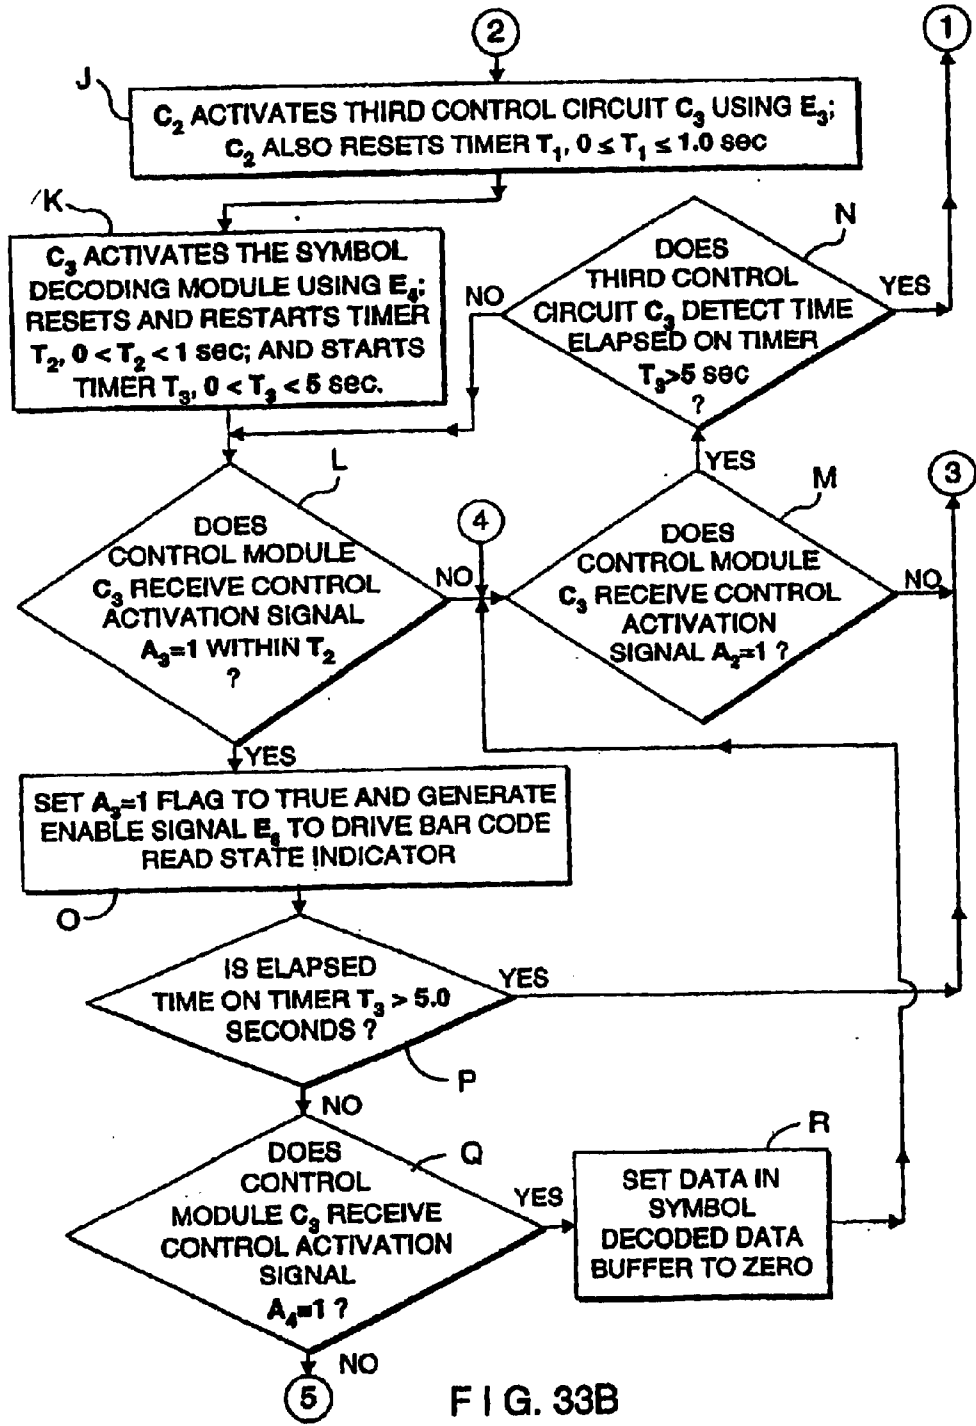 2
1
J
C₂ ACTIVATES THIRD CONTROL CIRCUIT C₃ USING E₃;
C₂ ALSO RESETS TIMER T₁, 0 ≤ T₁ ≤ 1.0 sec
K
C₃ ACTIVATES THE SYMBOL
DECODING MODULE USING E₄;
RESETS AND RESTARTS TIMER
T₂, 0 < T₂ < 1 sec; AND STARTS
TIMER T₃, 0 < T₃ < 5 sec.
N
DOES
THIRD CONTROL
CIRCUIT C₃ DETECT TIME
ELAPSED ON TIMER
T₃>5 sec
?
NO
YES
L
DOES
CONTROL MODULE
C₃ RECEIVE CONTROL
ACTIVATION SIGNAL
A₃=1 WITHIN T₂
?
NO
4
YES
M
3
DOES
CONTROL MODULE
C₃ RECEIVE CONTROL
ACTIVATION
SIGNAL A₂=1 ?
NO
YES
SET A₃=1 FLAG TO TRUE AND GENERATE
ENABLE SIGNAL E₆ TO DRIVE BAR CODE
READ STATE INDICATOR
O
IS ELAPSED
TIME ON TIMER T₃ > 5.0
SECONDS ?
YES
P
NO
DOES
CONTROL
MODULE C₃ RECEIVE
CONTROL ACTIVATION
SIGNAL
A₄=1 ?
Q
YES
R
SET DATA IN
SYMBOL
DECODED DATA
BUFFER TO ZERO
NO
5
FIG. 33B